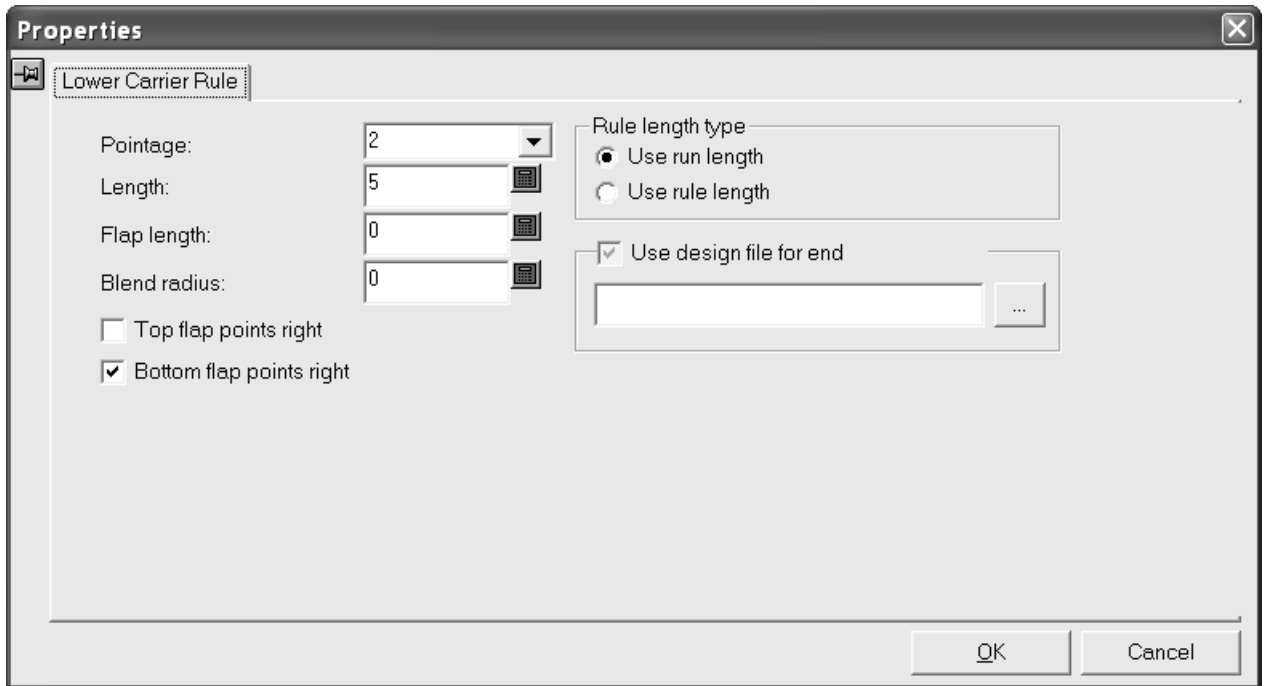 Properties
Lower Carrier Rule
Pointage:
2
Length:
5
Flap length:
0
Blend radius:
0
Top flap points right
Bottom flap points right
Rule length type
Use run length
Use rule length
Use design file for end
...
OK
Cancel